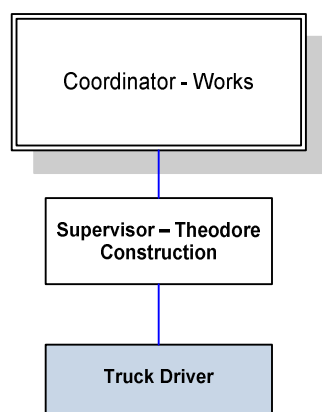 Coordinator - Works
Supervisor – Theodore
Construction
Truck Driver